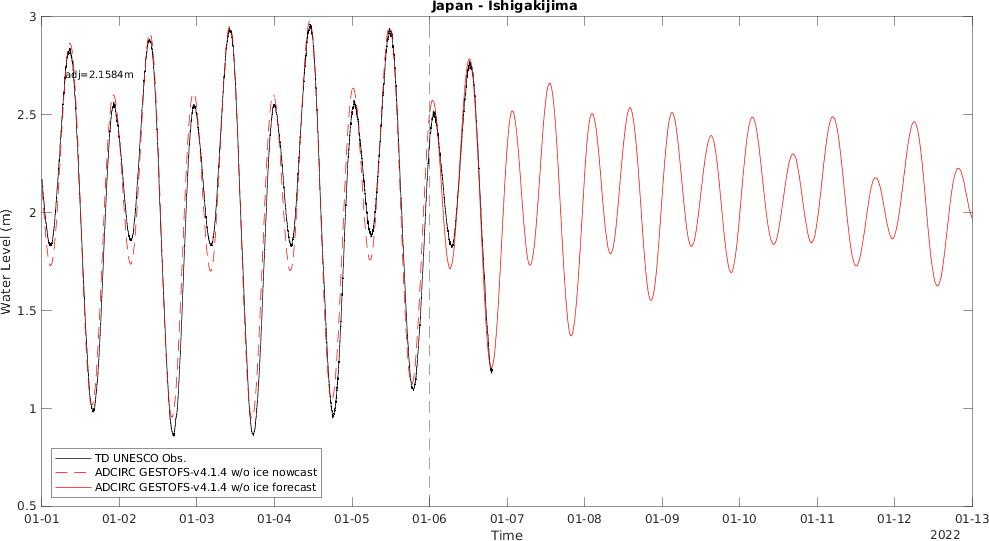 Japan - Ishigakijima
adj=2.1584m
3
2.5
2
1.5
1
0.5
Water Level (m)
TD UNESCO Obs.
ADCIRC GESTOFS-v4.1.4 w/o ice nowcast
ADCIRC GESTOFS-v4.1.4 w/o ice forecast
01-01 01-02 01-03 01-04 01-05 01-06 01-07 01-08 01-09 01-10 01-11 01-12 01-13
Time
2022